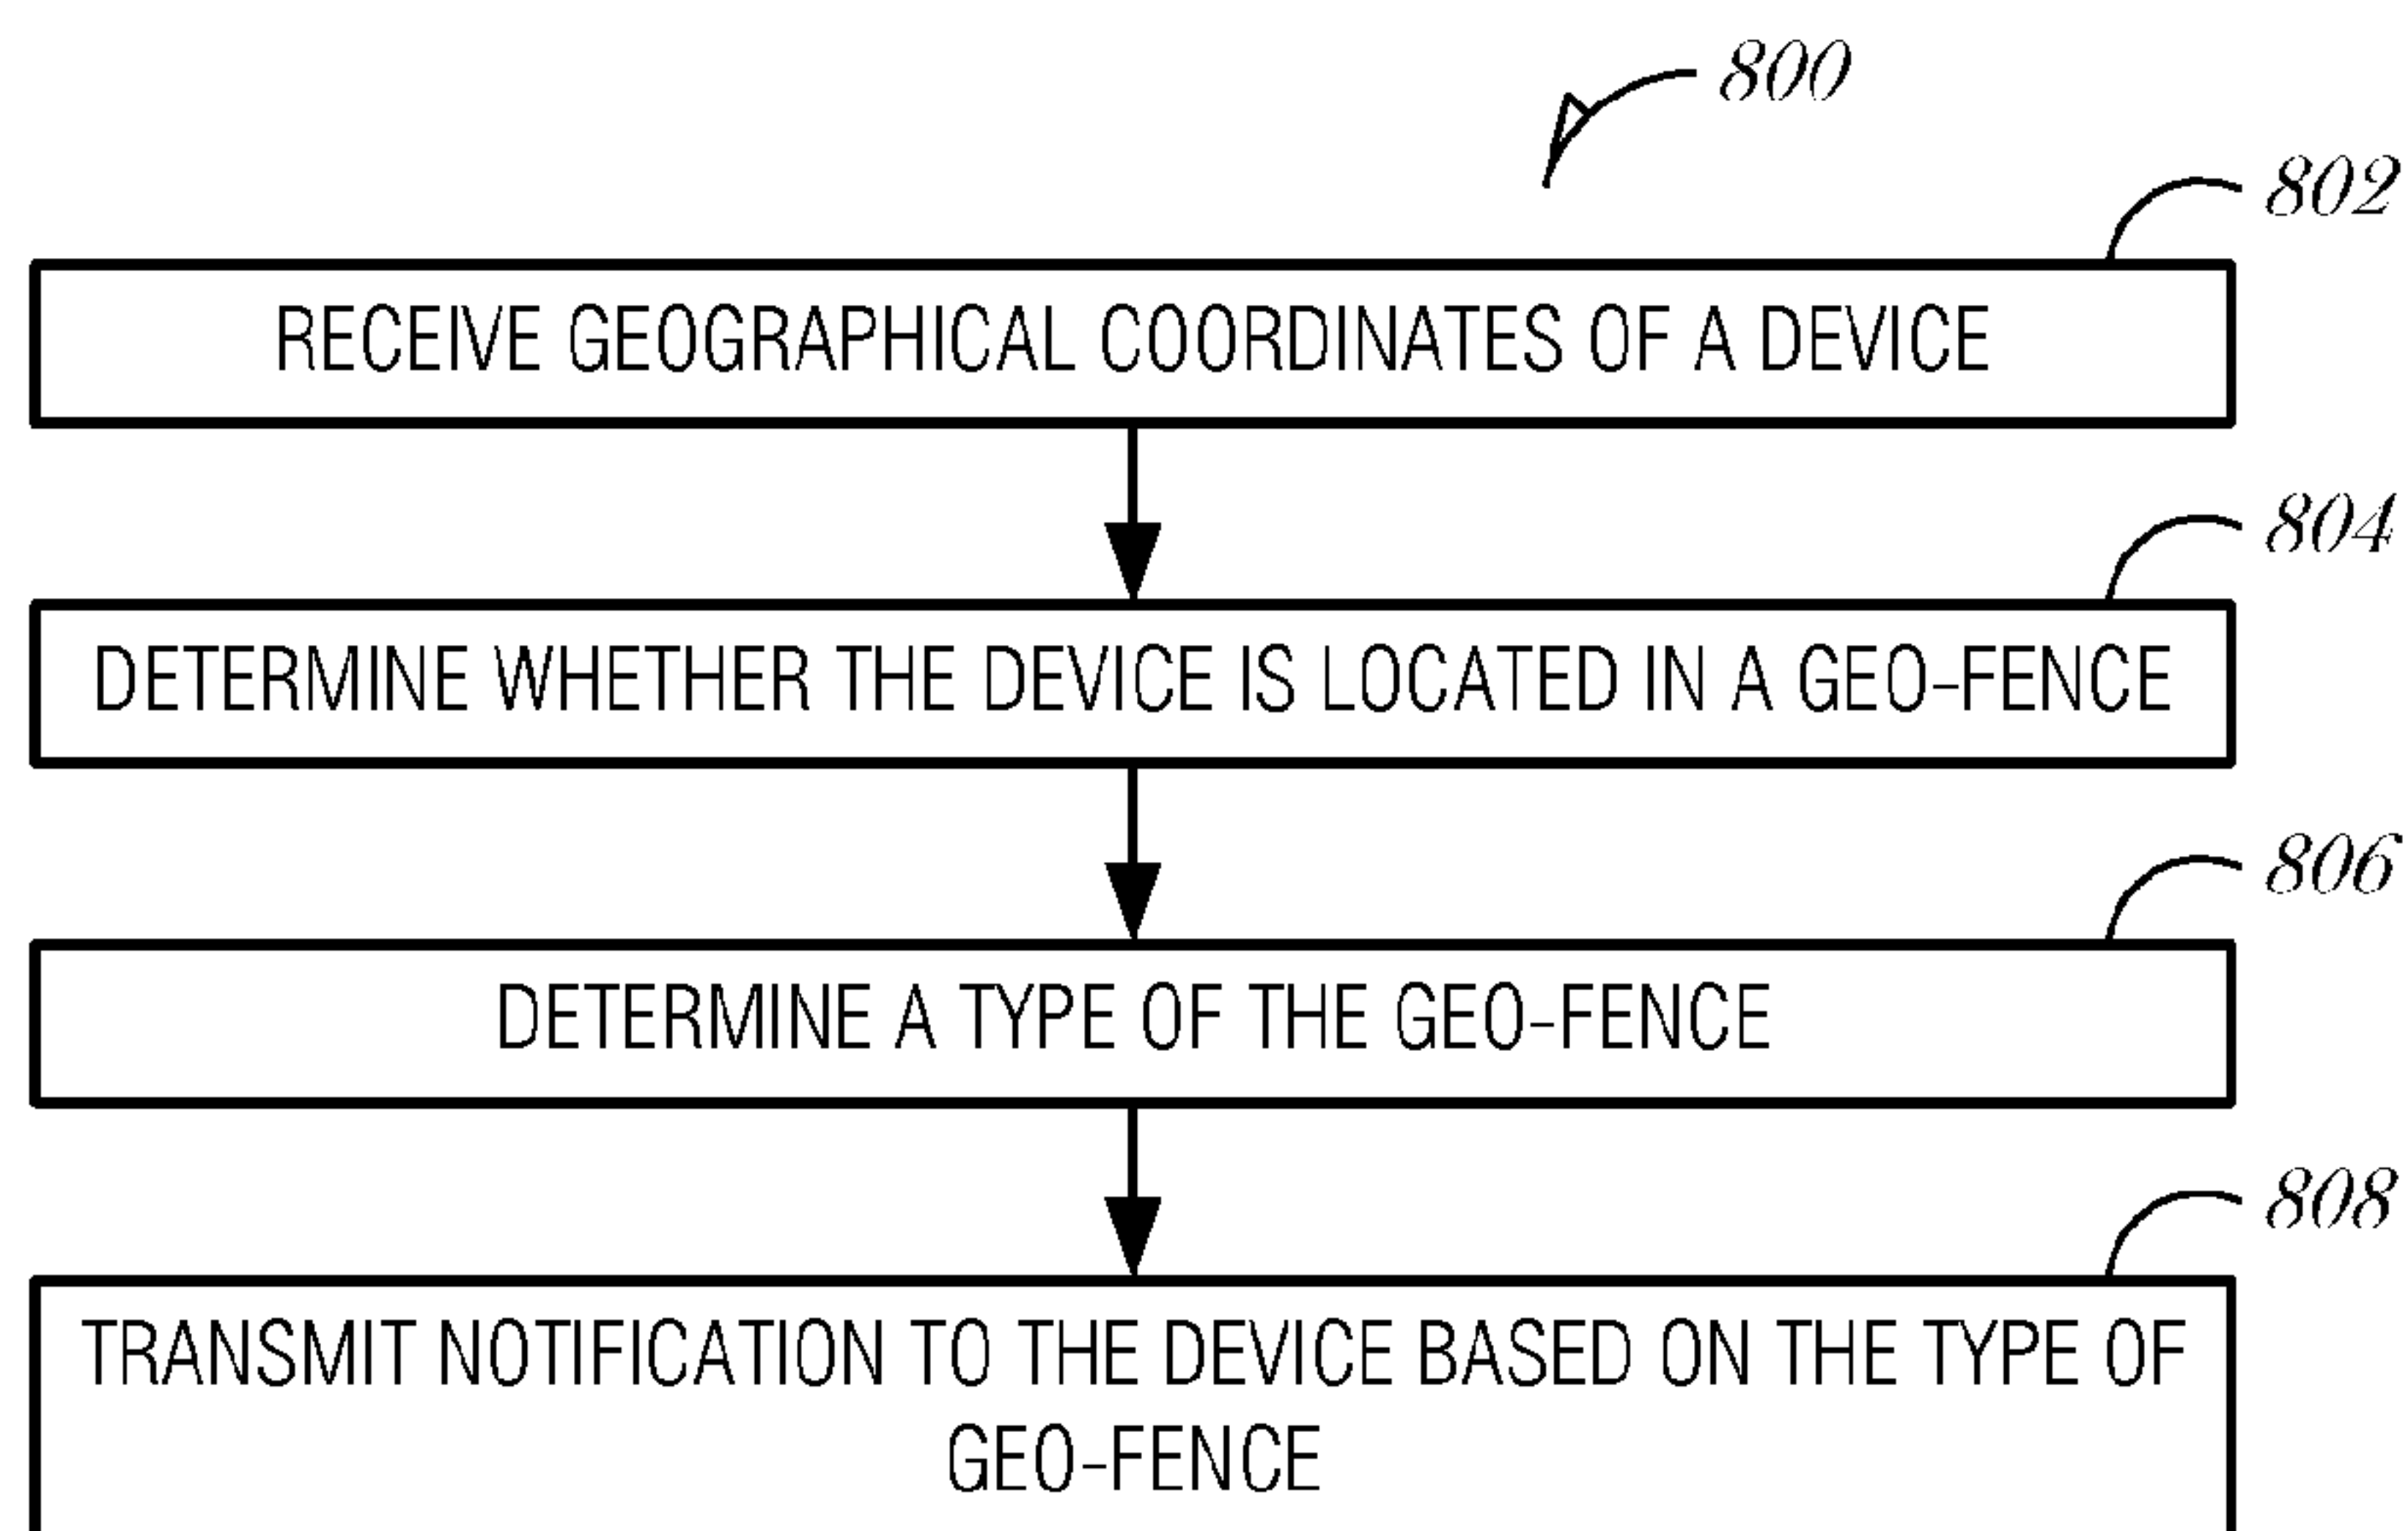 800
802
RECEIVE GEOGRAPHICAL COORDINATES OF A DEVICE
804
DETERMINE WHETHER THE DEVICE IS LOCATED IN A GEO-FENCE
806
DETERMINE A TYPE OF THE GEO-FENCE
808
TRANSMIT NOTIFICATION TO THE DEVICE BASED ON THE TYPE OF
GEO-FENCE